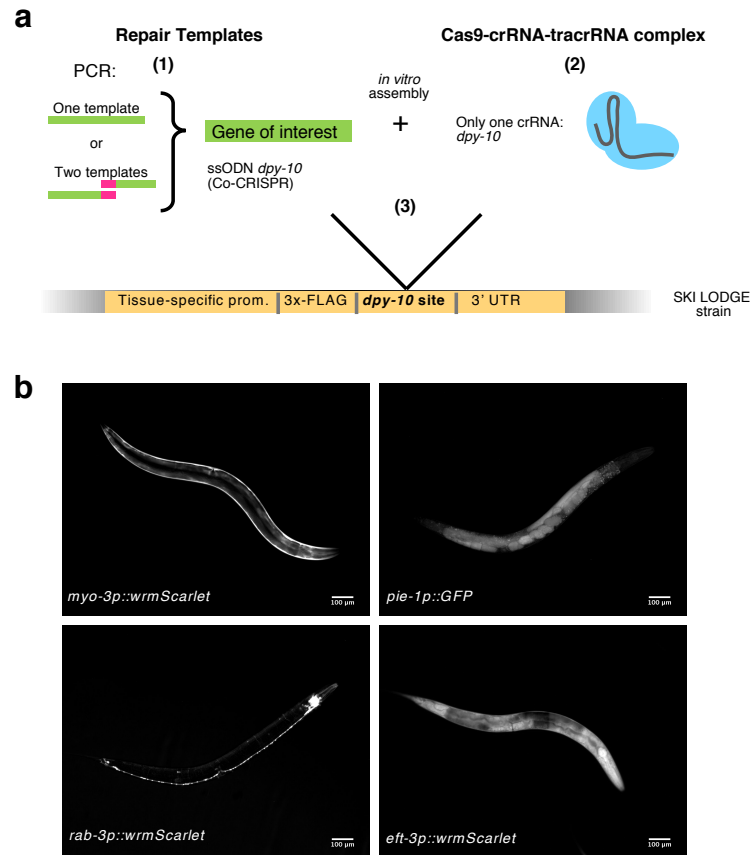 a
Repair Templates
Cas9-crRNA-tracrRNA complex
(1)
(2)
PCR:
One template
or
Two templates
Gene of interest
ssODN dpy-10
(Co-CRISPR)
in vitro
assembly
+
Only one crRNA:
dpy-10
(3)
Tissue-specific prom.
3x-FLAG
dpy-10 site
3' UTR
SKI LODGE
strain
b
myo-3p::wrmScarlet
100 µm
pie-1p::GFP
100 µm
rab-3p::wrmScarlet
100 µm
eft-3p::wrmScarlet
100 µm